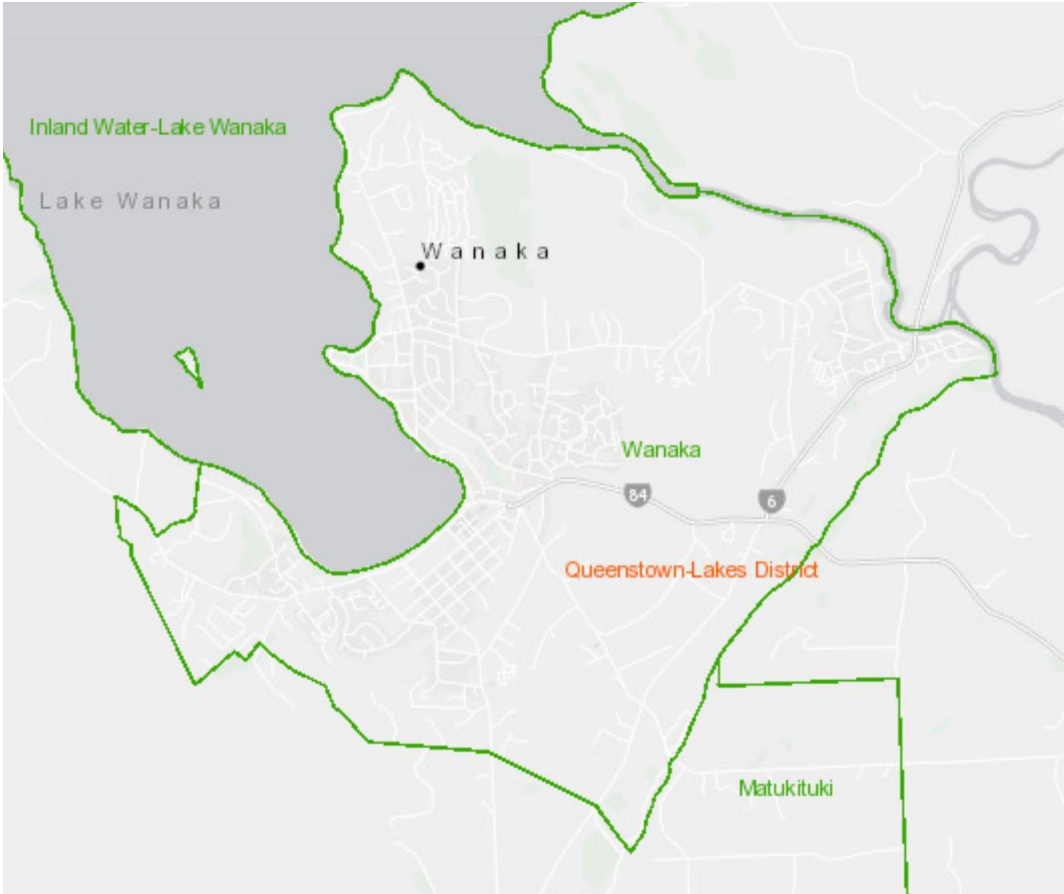 Inland Water-Lake Wanaka
Lake Wanaka
Wanaka
Wanaka
84
6
Queenstown-Lakes District
Matukituki